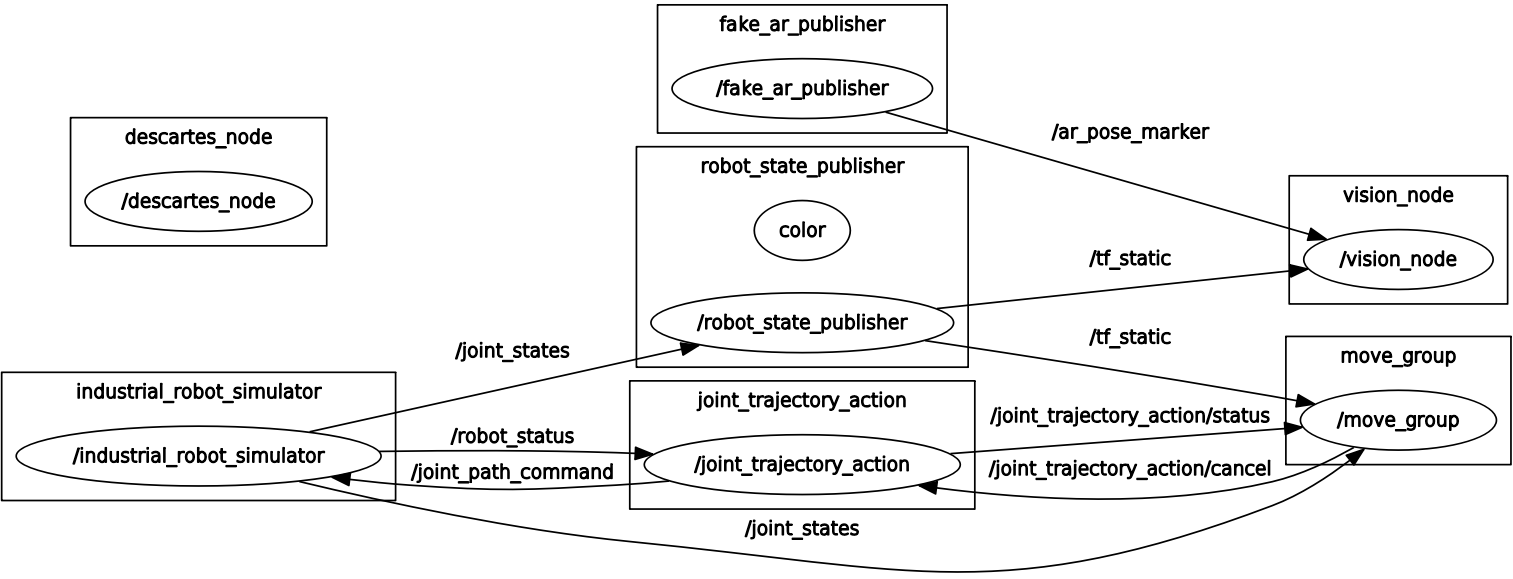 fake_ar_publisher
/fake_ar_publisher
/ar_pose_marker
descartes_node
/descartes_node
robot_state_publisher
color
/robot_state_publisher
vision_node
/vision_node
/tf_static
/tf_static
/joint_states
industrial_robot_simulator
/industrial_robot_simulator
/robot_status
/joint_path_command
joint_trajectory_action
/joint_trajectory_action
move_group
/move_group
/joint_trajectory_action/status
/joint_trajectory_action/cancel
/joint_states